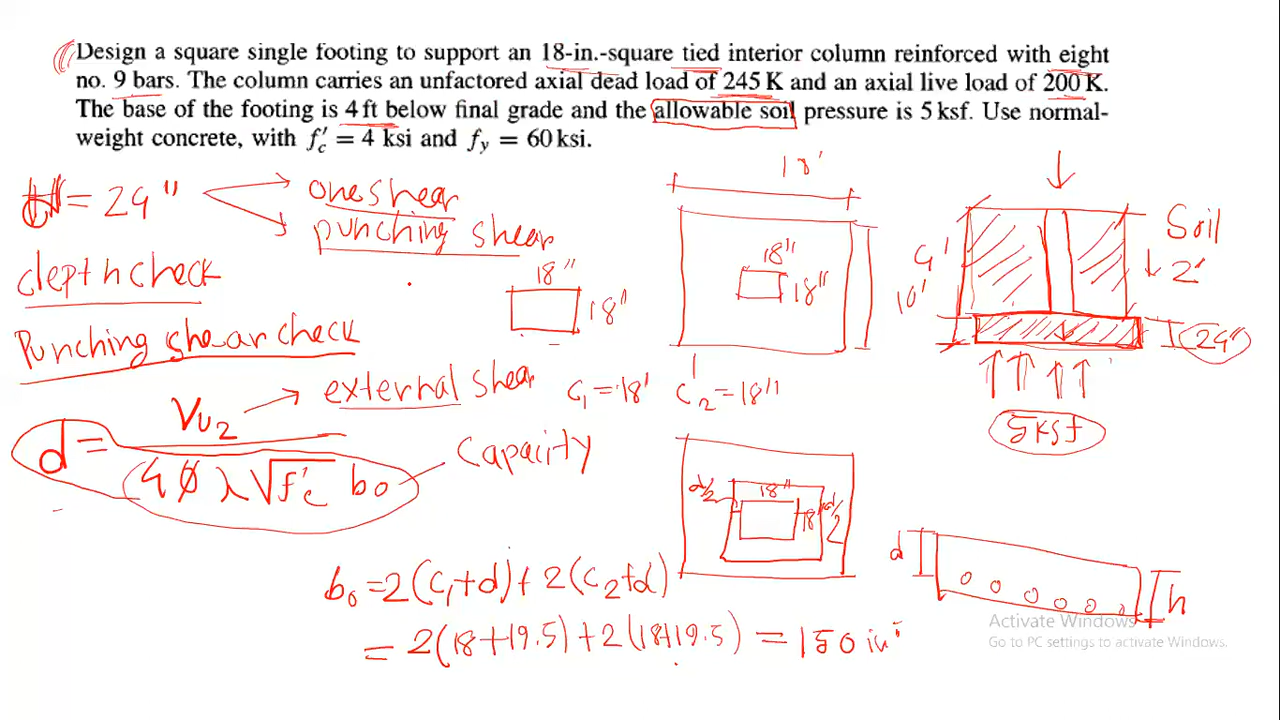 Design a square single footing to support an 18-in.-square tied interior column reinforced with eight
no. 9 bars. The column carries an unfactored axial dead load of 245 K and an axial live load of 200 K.
The base of the footing is 4 ft below final grade and the allowable soil pressure is 5 ksf. Use normal-
weight concrete, with f′c = 4 ksi and fy = 60 ksi.
= 24" one shear
punching shear
depth check
Punching shear check
18"
18"
18'
18"
18"
Soil
2'
4'
24"
5ksf
Vu2 external shear
C1=18' C2=18"
d =
4 Ø λ √f'c bo
Capacity
d/2 18"
18" d/2
d
h
bo = 2(C1+d) + 2(C2+d)
= 2(18+19.5) + 2(18+19.5) = 150 in
Activate Windows
Go to PC settings to activate Windows.